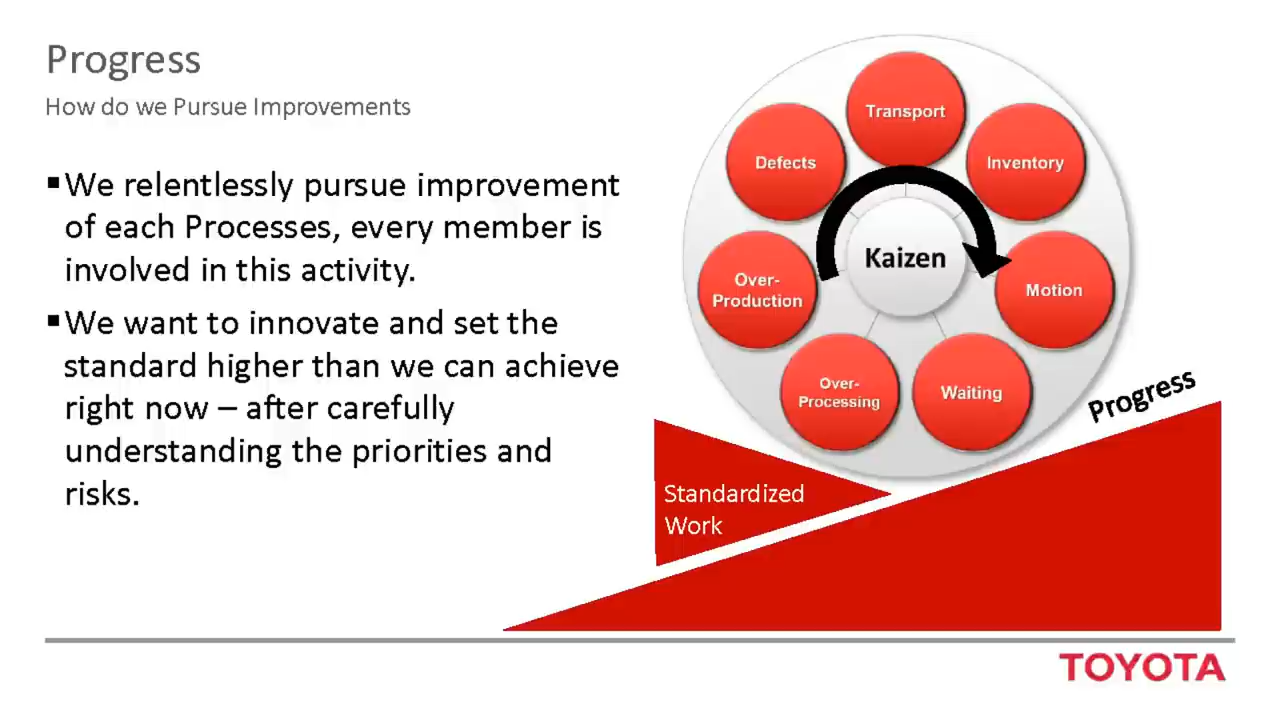 Progress
How do we Pursue Improvements
▪We relentlessly pursue improvement
of each Processes, every member is
involved in this activity.
▪We want to innovate and set the
standard higher than we can achieve
right now – after carefully
understanding the priorities and
risks.
Transport
Defects
Inventory
Kaizen
Over-
Production
Motion
Over-
Processing
Waiting
Progress
Standardized
Work
TOYOTA